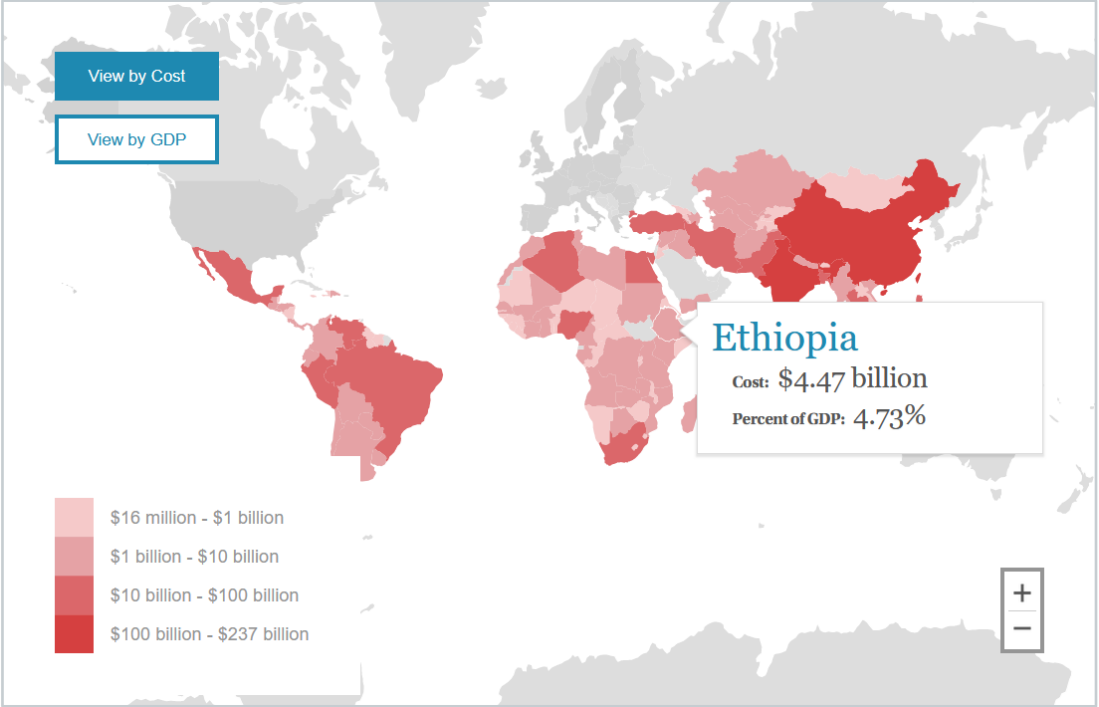 View by Cost
View by GDP
Ethiopia
Cost: $4.47 billion
Percent of GDP: 4.73%
$16 million - $1 billion
$1 billion - $10 billion
$10 billion - $100 billion
$100 billion - $237 billion
+
−